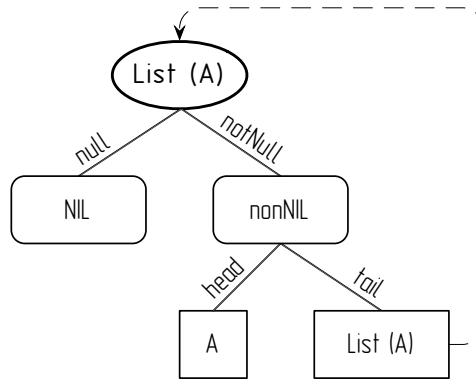 List (A)
null
notNull
NIL
nonNIL
head
tail
A
List (A)